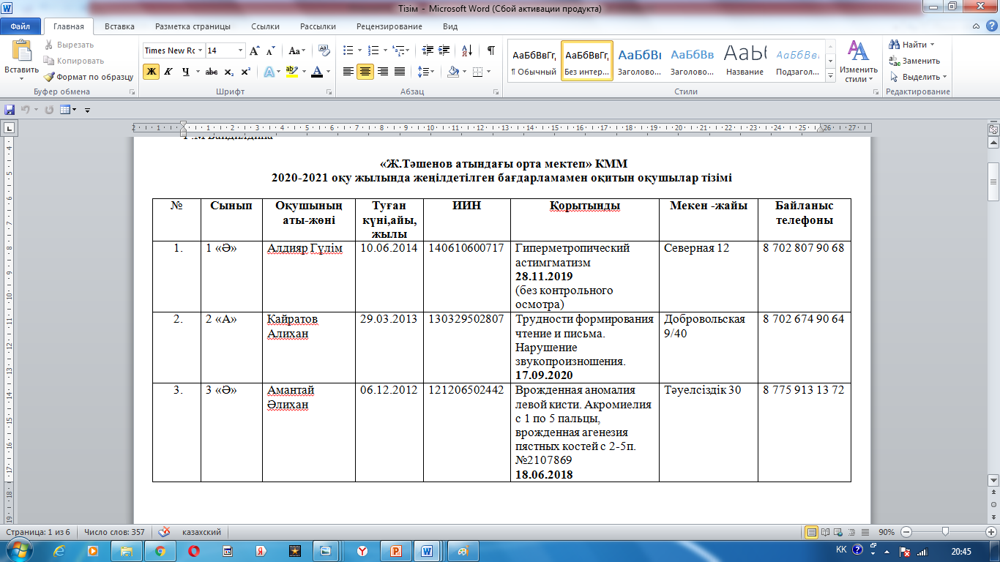 Тізім - Microsoft Word (Сбой активации продукта)
Файл Главная Вставка Разметка страницы Ссылки Рассылки Рецензирование Вид
Вставить
Вырезать
Копировать
Формат по образцу
Буфер обмена
Times New Ro 14
Шрифт
Абзац
АаБбВвГг, АаБбВвГг, АаБбВв АаБбВв АаБб АаБбВв
¶ Обычный Без интер... Заголово... Заголово... Название Подзагол...
Стили
Изменить стили
Найти
Заменить
Выделить
Редактирование
«Ж.Тәшенов атындағы орта мектеп» КММ
2020-2021 оқу жылында жеңілдетілген бағдарламамен оқитын оқушылар тізімі
№ Сынып Оқушының аты-жөні Туған күні,айы, жылы ИИН Қорытынды Мекен -жайы Байланыс телефоны
1. 1 «Ә» Алдияр Гүлім 10.06.2014 140610600717 Гиперметропический Северная 12 8 702 807 90 68
астимгматизм
28.11.2019
(без контрольного
осмотра)
2. 2 «А» Кайратов Алихан 29.03.2013 130329502807 Трудности формирования Добровольская 9/40 8 702 674 90 64
чтение и письма.
Нарушение
звукопроизношения.
17.09.2020
3. 3 «Ә» Амантай Әлихан 06.12.2012 121206502442 Врожденная аномалия Тәуелсіздік 30 8 775 913 13 72
левой кисти. Акромиелия
с 1 по 5 пальцы,
врожденная агенезия
пястных костей с 2-5п.
№2107869
18.06.2018
Страница: 1 из 6 Число слов: 357 казахский 90%
KK 20:45